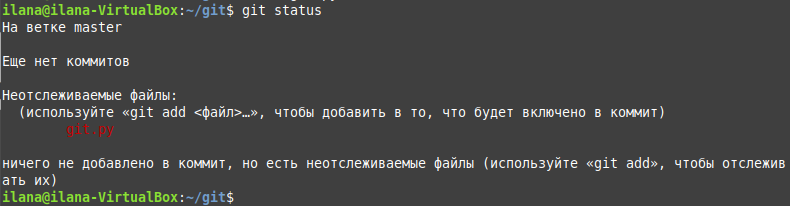 ilana@ilana-VirtualBox:~/git$ git status
На ветке master
Еще нет коммитов
Неотслеживаемые файлы:
(используйте «git add <файл>…», чтобы добавить в то, что будет включено в коммит)
git.py
ничего не добавлено в коммит, но есть неотслеживаемые файлы (используйте «git add», чтобы отслежив
ать их)
ilana@ilana-VirtualBox:~/git$